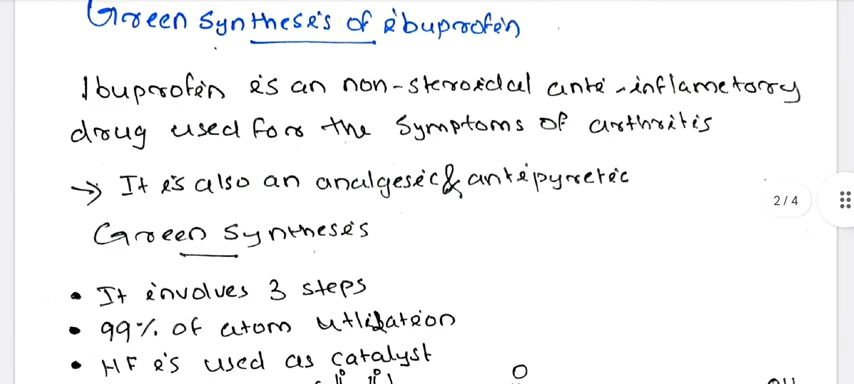 Green Synthesis of ibuprofen
Ibuprofen is an non-steroidal anti-inflametory
drug used for the Symptoms of arthritis
→ It is also an analgesic & antipyretic
Green Synthesis
2/4
• It involves 3 steps
• 99% of atom utilisation
• HF is used as catalyst
O